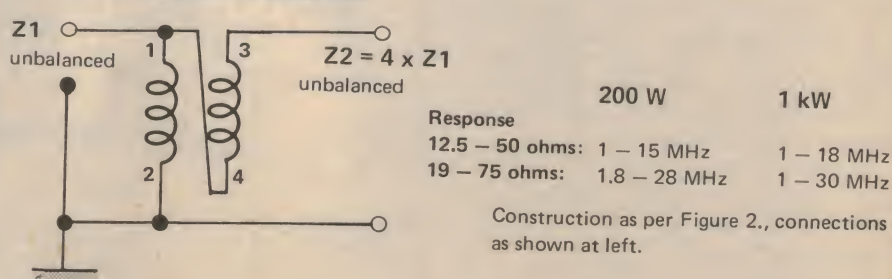 Z1
unbalanced
1
2
3
4
Z2 = 4 x Z1
unbalanced
200 W 1 kW
Response
12.5 – 50 ohms: 1 – 15 MHz 1 – 18 MHz
19 – 75 ohms: 1.8 – 28 MHz 1 – 30 MHz
Construction as per Figure 2., connections
as shown at left.